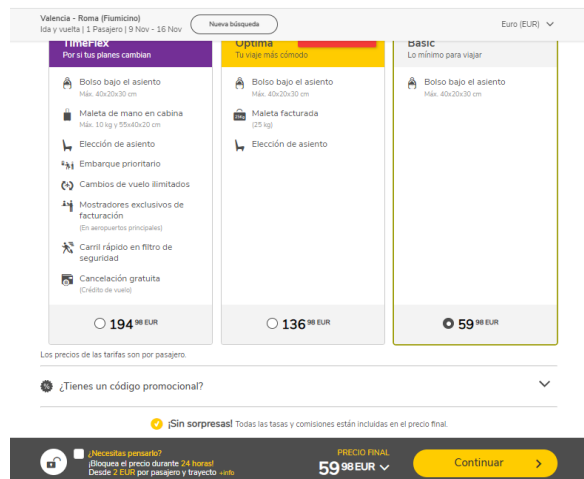 Valencia - Roma (Fiumicino)
Ida y vuelta | 1 Pasajero | 9 Nov - 16 Nov
Nueva búsqueda
Euro (EUR)
TimeFlex
Por si tus planes cambian
Bolso bajo el asiento
Máx. 40x20x30 cm
Maleta de mano en cabina
Máx. 10 kg y 55x40x20 cm
Elección de asiento
Embarque prioritario
Cambios de vuelo ilimitados
Mostradores exclusivos de
facturación
(En aeropuertos principales)
Carril rápido en filtro de
seguridad
Cancelación gratuita
(Crédito de vuelo)
194 98 EUR
Optima
Tu viaje más cómodo
Bolso bajo el asiento
Máx. 40x20x30 cm
Maleta facturada
(25 kg)
Elección de asiento
136 98 EUR
Basic
Lo mínimo para viajar
Bolso bajo el asiento
Máx. 40x20x30 cm
59 98 EUR
Los precios de las tarifas son por pasajero.
¿Tienes un código promocional?
¡Sin sorpresas! Todas las tasas y comisiones están incluidas en el precio final.
¿Necesitas pensarlo?
¡Bloquea el precio durante 24 horas!
Desde 2 EUR por pasajero y trayecto +info
PRECIO FINAL
59 98 EUR
Continuar